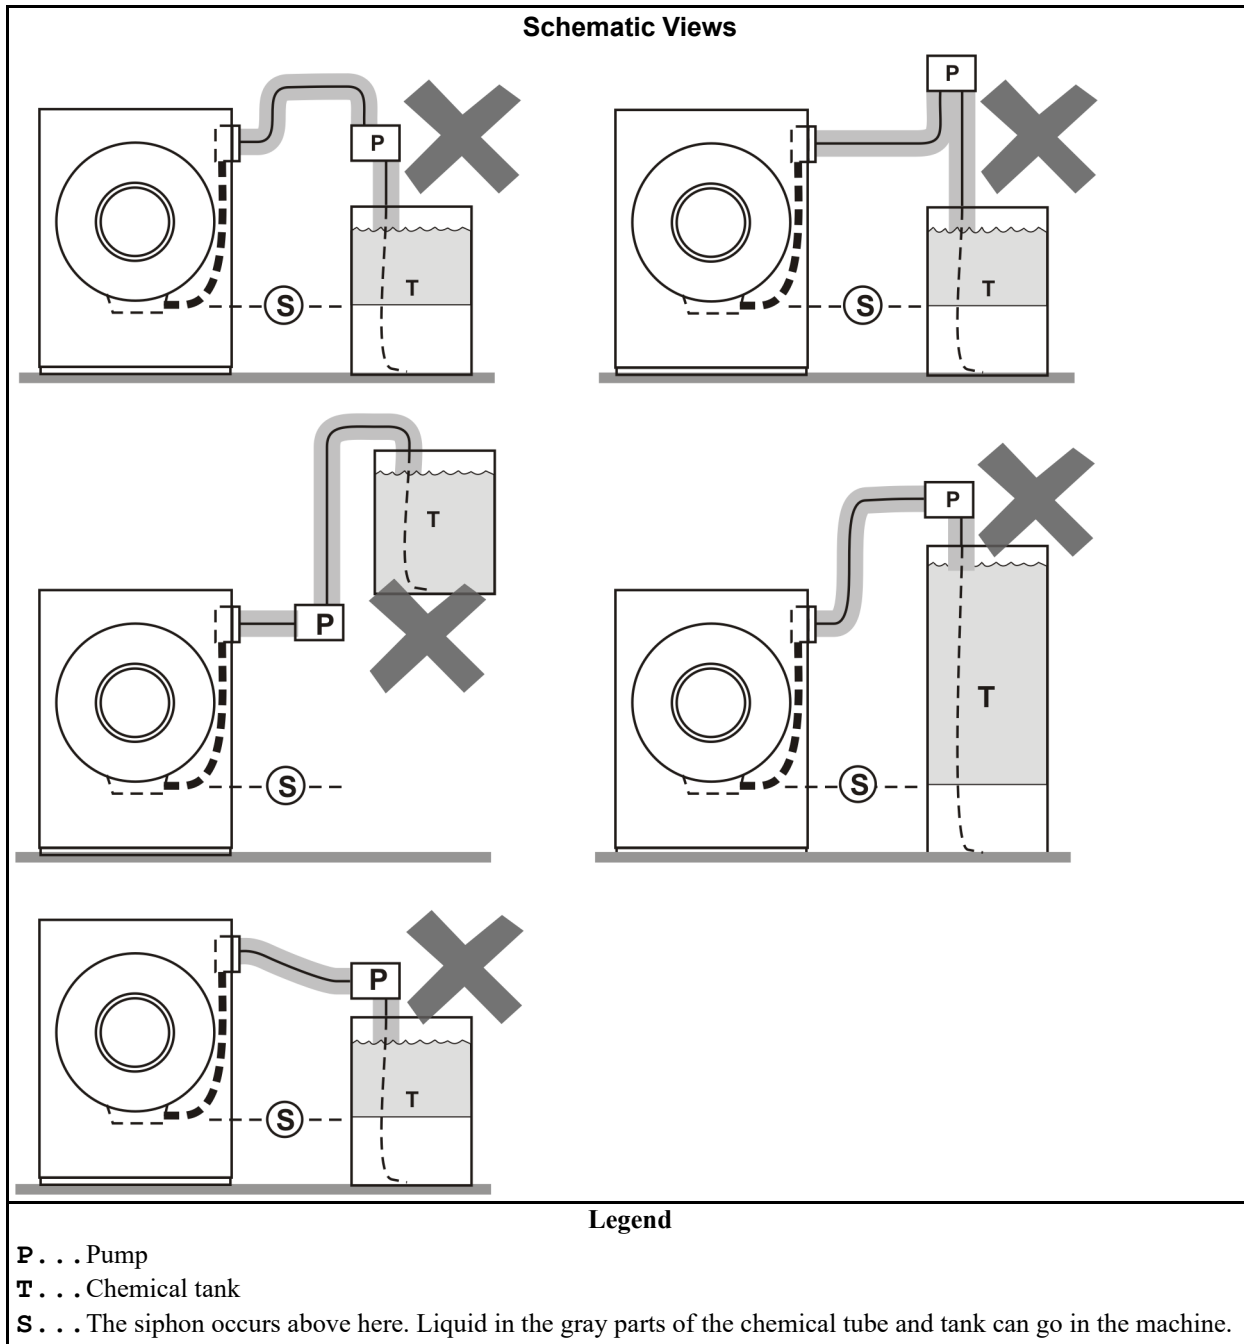 Schematic Views
P
T
S
P
T
S
T
P
S
P
T
S
P
T
S
Legend
P...Pump
T...Chemical tank
S...The siphon occurs above here. Liquid in the gray parts of the chemical tube and tank can go in the machine.